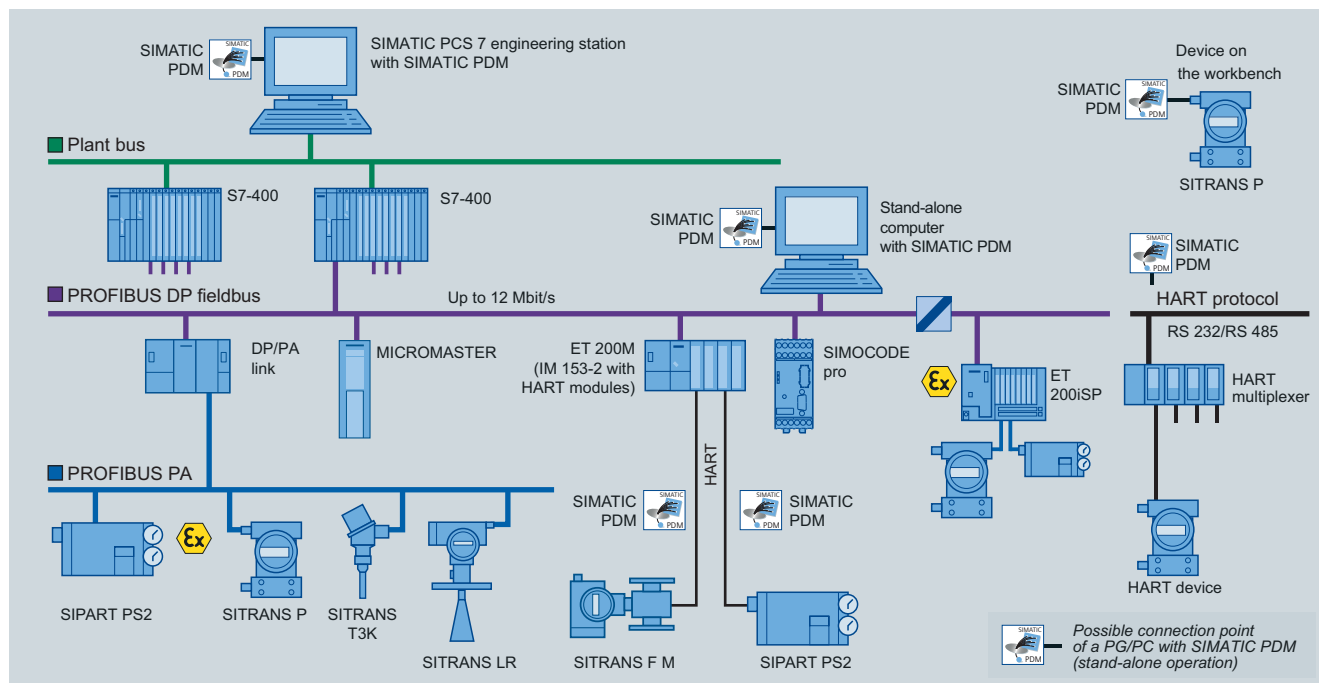 SIMATIC
PDM
SIMATIC
PDM
SIMATIC PCS 7 engineering station
with SIMATIC PDM
Device on
the workbench
SIMATIC
PDM
SIMATIC
PDM
SITRANS P
Plant bus
S7-400
S7-400
SIMATIC
PDM
SIMATIC
PDM
Stand-alone
computer
with SIMATIC PDM
SIMATIC
PDM
SIMATIC
PDM
PROFIBUS DP fieldbus
Up to 12 Mbit/s
HART protocol
RS 232/RS 485
DP/PA
link
MICROMASTER
ET 200M
(IM 153-2 with
HART modules)
SIMOCODE
pro
Ex
ET
200iSP
HART
multiplexer
PROFIBUS PA
HART
SIMATIC
PDM
SIMATIC
PDM
SIMATIC
PDM
SIMATIC
PDM
Ex
SIPART PS2
SITRANS P
SITRANS
T3K
SITRANS LR
SITRANS F M
SIPART PS2
HART device
SIMATIC
PDM
Possible connection point
of a PG/PC with SIMATIC PDM
(stand-alone operation)